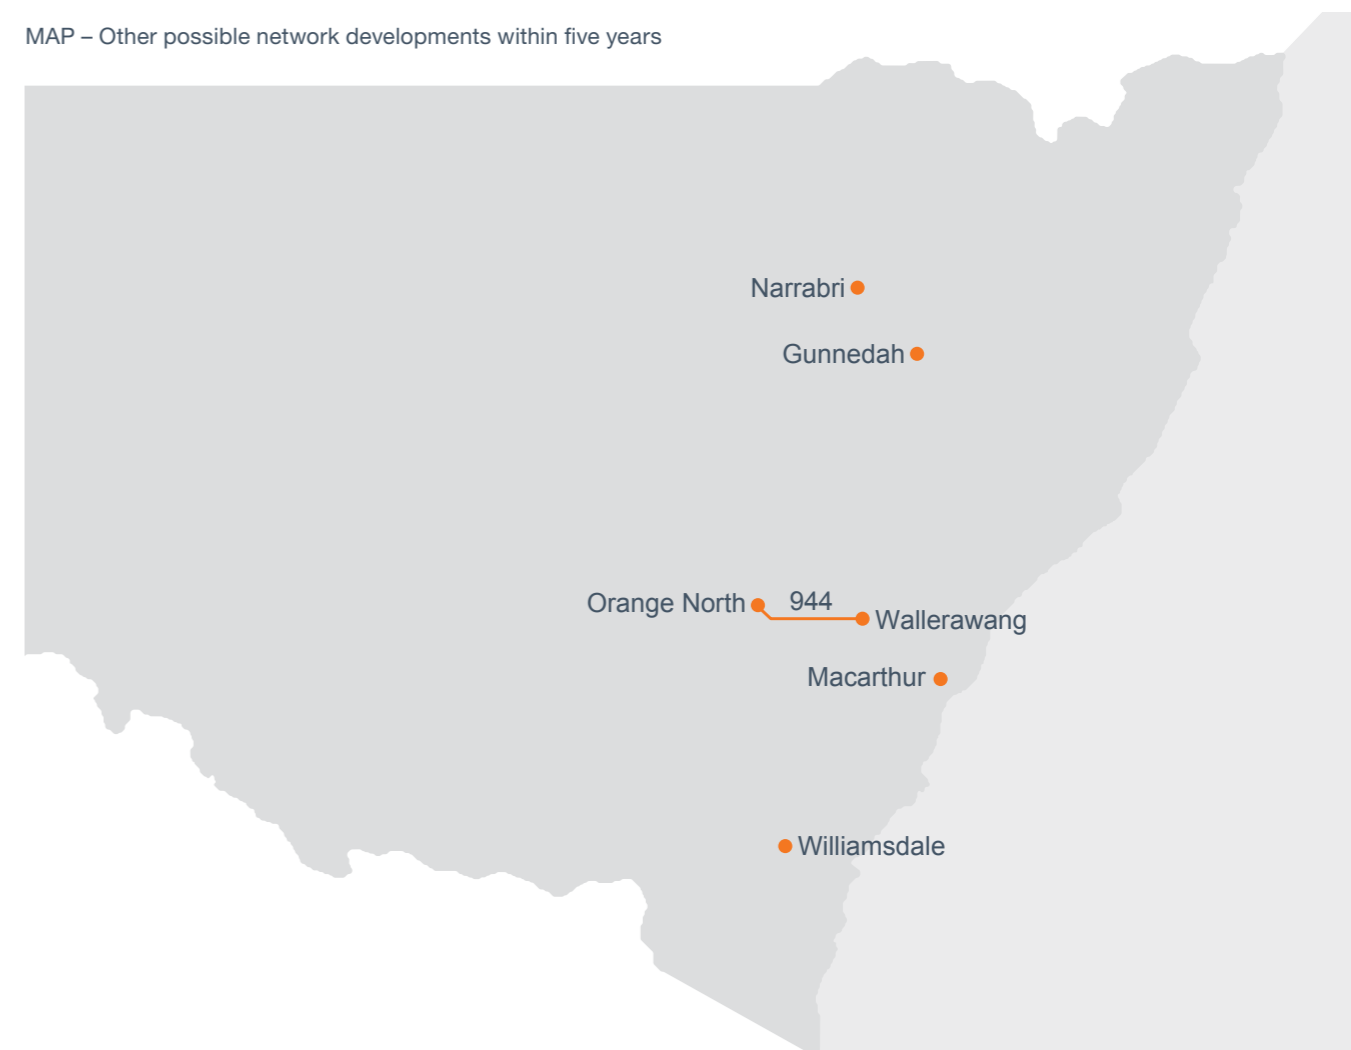 MAP – Other possible network developments within five years
Narrabri
Gunnedah
Orange North
944
Wallerawang
Macarthur
Williamsdale